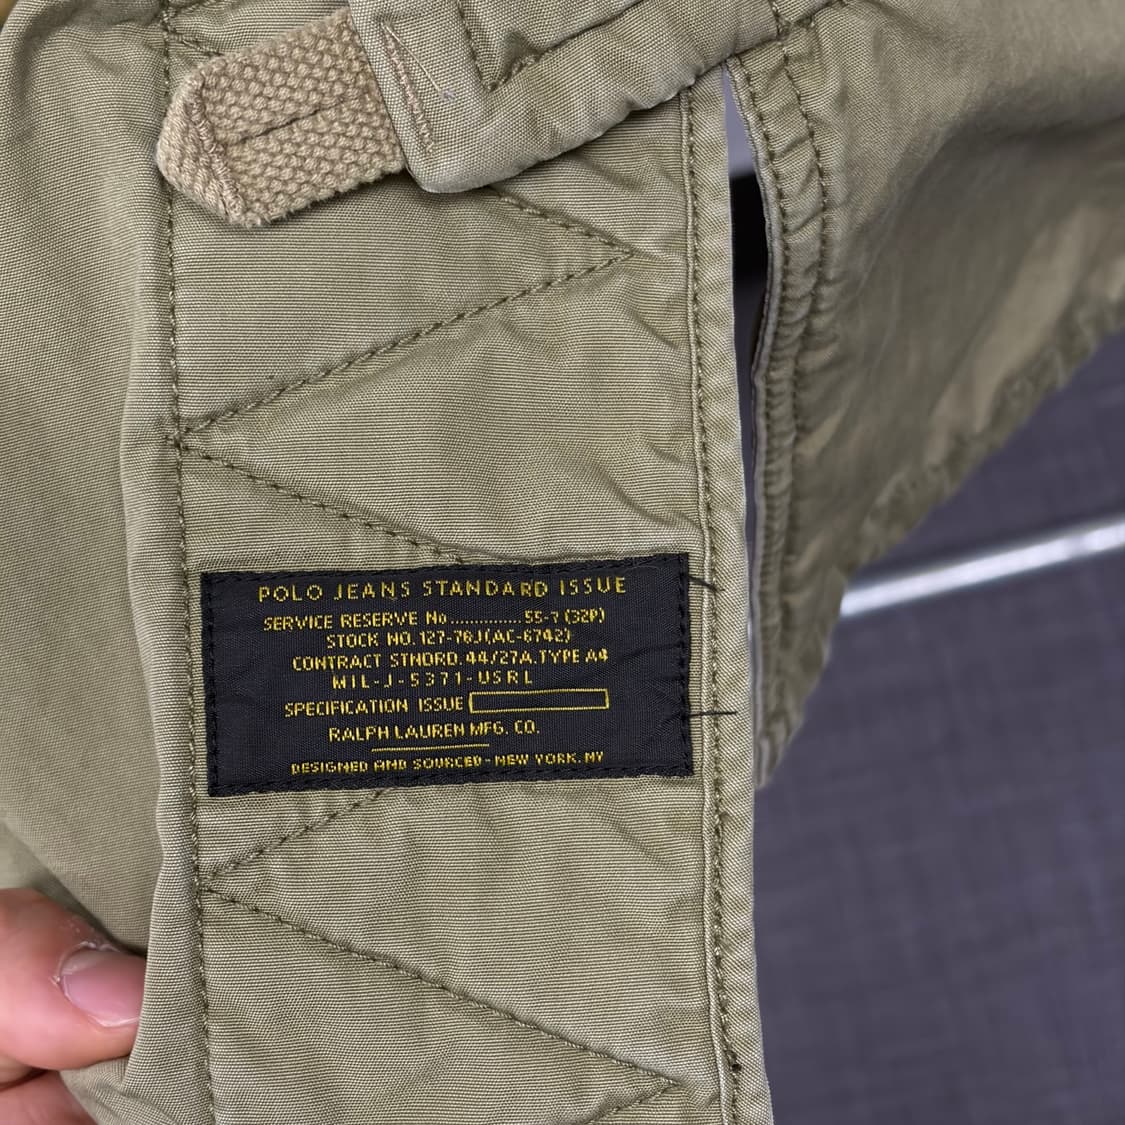 POLO JEANS STANDARD ISSUE
SERVICE RESERVE No.............. 55-7 (32P)
STOCK NO. 127-78J(AC-6742)
CONTRACT STNDRD. 44/27A.TYPE A4
MIL-J-5371-USRL
SPECIFICATION ISSUE
RALPH LAUREN MFG. CO.
DESIGNED AND SOURCED-NEW YORK. NY